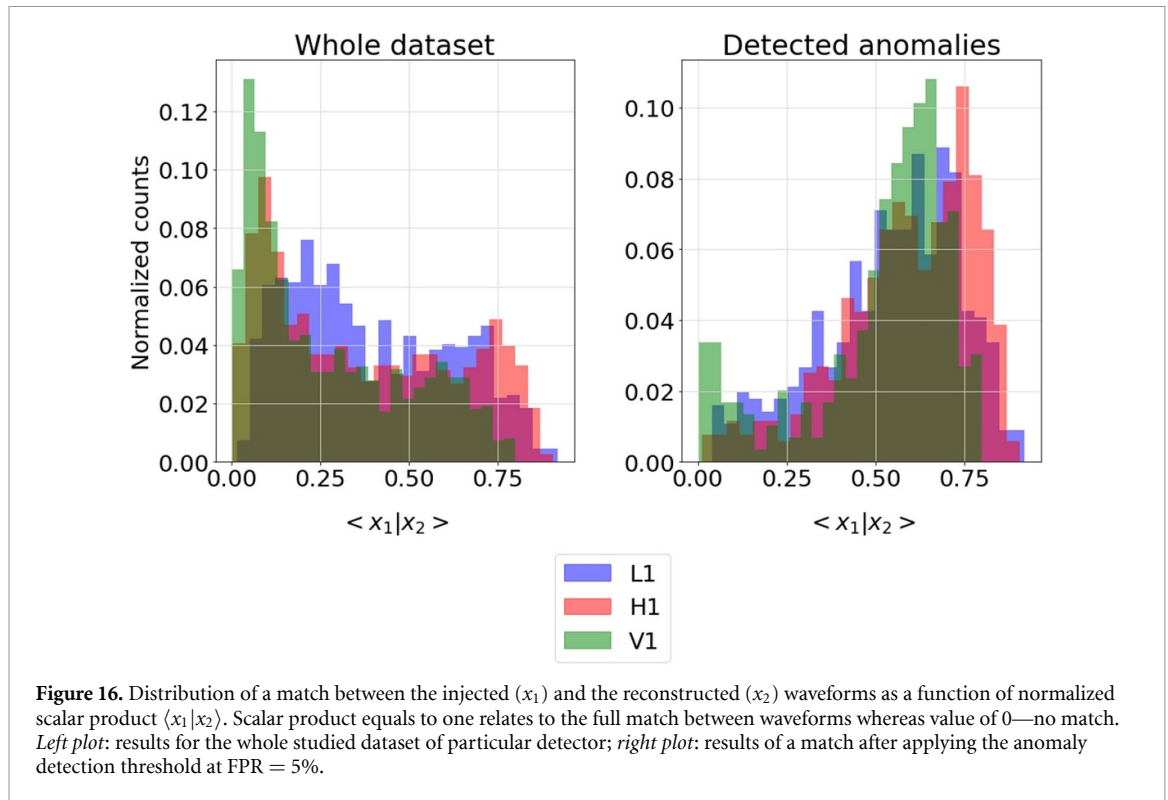 Whole dataset
Normalized counts
0.12
0.10
0.08
0.06
0.04
0.02
0.00
0.00 0.25 0.50 0.75
< x₁|x₂ >
Detected anomalies
0.10
0.08
0.06
0.04
0.02
0.00
0.00 0.25 0.50 0.75
< x₁|x₂ >
L1
H1
V1
Figure 16. Distribution of a match between the injected (x₁) and the reconstructed (x₂) waveforms as a function of normalized
scalar product ⟨x₁|x₂⟩. Scalar product equals to one relates to the full match between waveforms whereas value of 0—no match.
Left plot: results for the whole studied dataset of particular detector; right plot: results of a match after applying the anomaly
detection threshold at FPR = 5%.